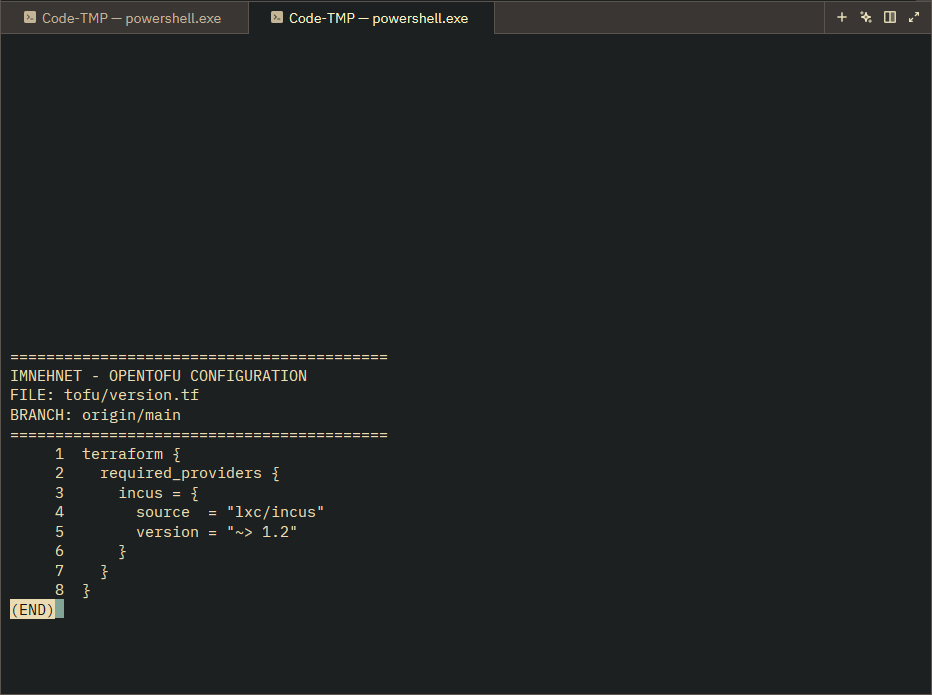 Code-TMP — powershell.exe
Code-TMP — powershell.exe
==========================================
IMNEHNET - OPENTOFU CONFIGURATION
FILE: tofu/version.tf
BRANCH: origin/main
==========================================
     1  terraform {
     2    required_providers {
     3      incus = {
     4        source  = "lxc/incus"
     5        version = "~> 1.2"
     6      }
     7    }
     8  }
(END)